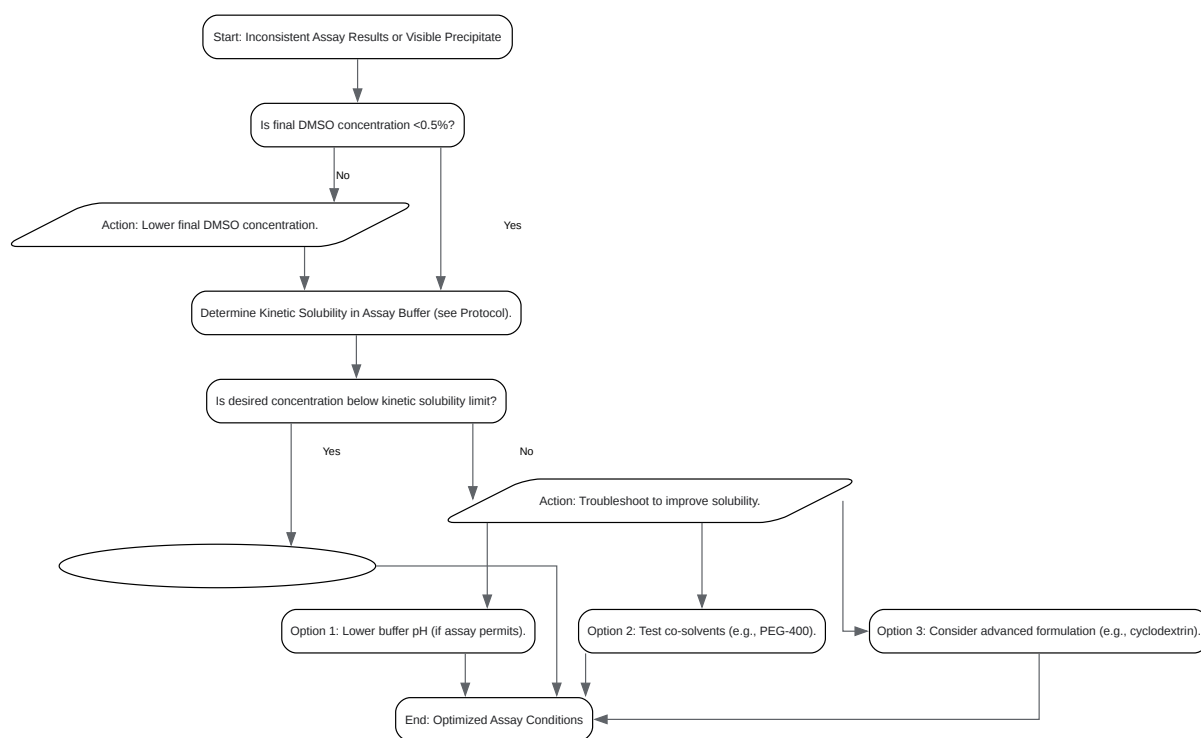 Start: Inconsistent Assay Results or Visible Precipitate
Is final DMSO concentration <0.5%?
No
Action: Lower final DMSO concentration.
Yes
Determine Kinetic Solubility in Assay Buffer (see Protocol).
Is desired concentration below kinetic solubility limit?
Yes
No
Action: Troubleshoot to improve solubility.
Option 1: Lower buffer pH (if assay permits).
Option 2: Test co-solvents (e.g., PEG-400).
Option 3: Consider advanced formulation (e.g., cyclodextrin).
End: Optimized Assay Conditions